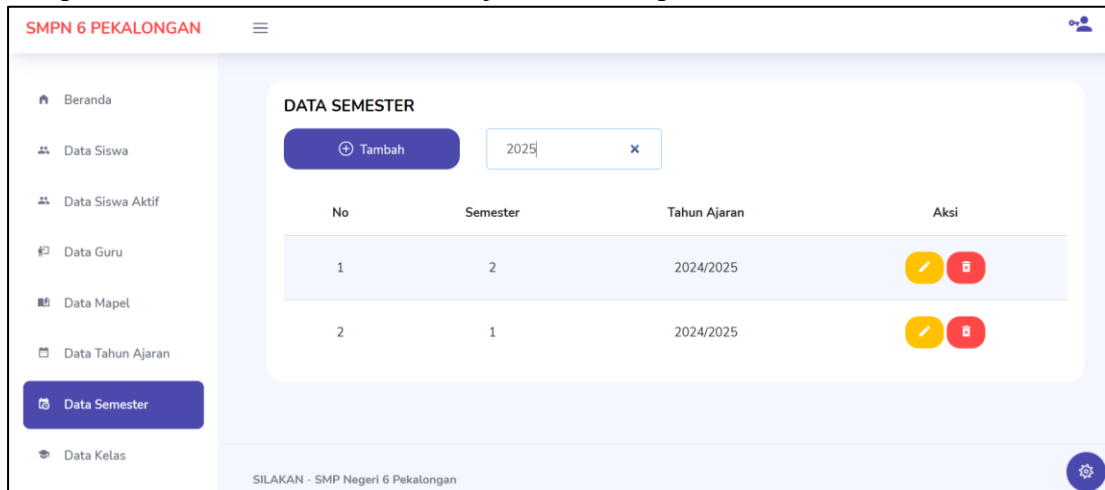 SMPN 6 PEKALONGAN
Beranda
Data Siswa
Data Siswa Aktif
Data Guru
Data Mapel
Data Tahun Ajaran
Data Semester
Data Kelas
DATA SEMESTER
Tambah
2025
No Semester Tahun Ajaran Aksi
1 2 2024/2025
2 1 2024/2025
SILAKAN - SMP Negeri 6 Pekalongan